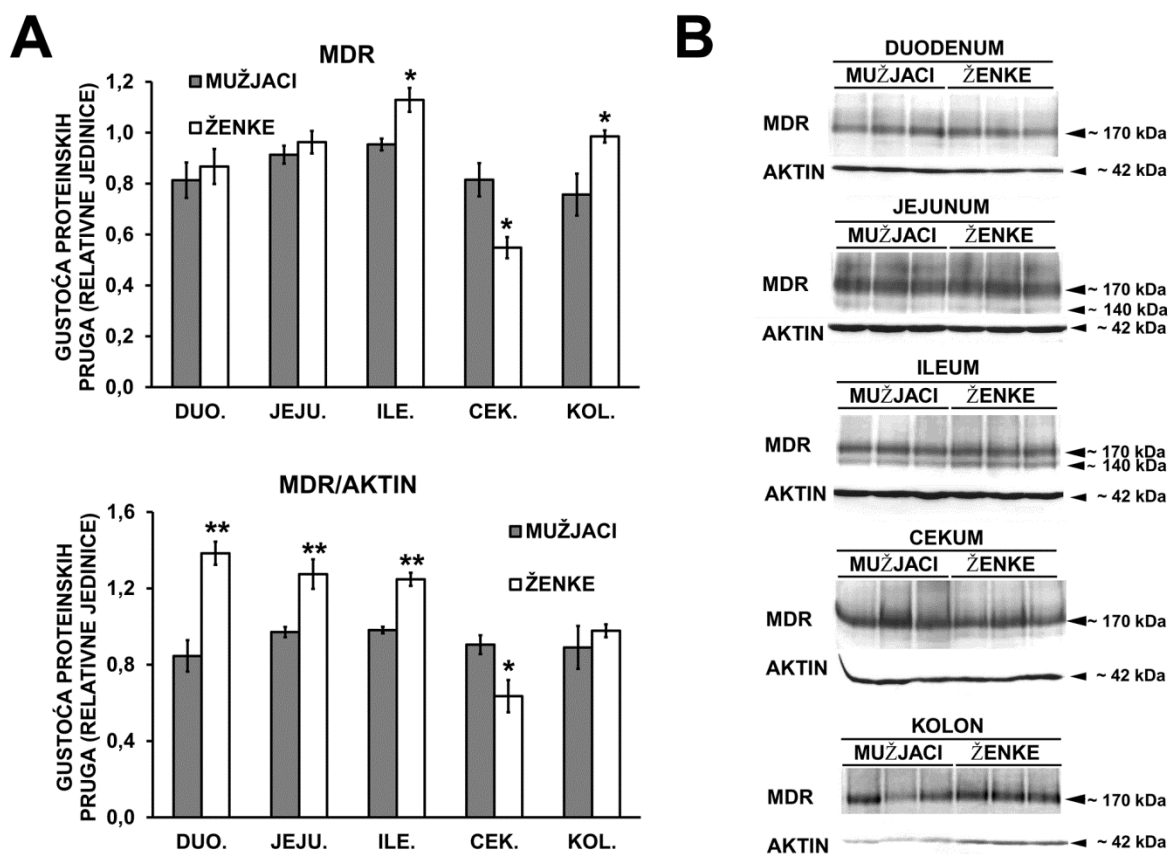 A
MDR
MUŽJACI
ŽENKE
GUSTOĆA PROTEINSKIH
PRUGA (RELATIVNE JEDINICE)
1,2
1,0
0,8
0,6
0,4
0,2
0,0
*
*
*
DUO. JEJU. ILE. CEK. KOL.
MDR/AKTIN
MUŽJACI
ŽENKE
GUSTOĆA PROTEINSKIH
PRUGA (RELATIVNE JEDINICE)
1,6
1,2
0,8
0,4
0,0
**
**
**
*
DUO. JEJU. ILE. CEK. KOL.
B
DUODENUM
MUŽJACI ŽENKE
MDR ~ 170 kDa
AKTIN ~ 42 kDa
JEJUNUM
MUŽJACI ŽENKE
MDR ~ 170 kDa
~ 140 kDa
AKTIN ~ 42 kDa
ILEUM
MUŽJACI ŽENKE
MDR ~ 170 kDa
~ 140 kDa
AKTIN ~ 42 kDa
CEKUM
MUŽJACI ŽENKE
MDR ~ 170 kDa
AKTIN ~ 42 kDa
KOLON
MUŽJACI ŽENKE
MDR ~ 170 kDa
AKTIN ~ 42 kDa